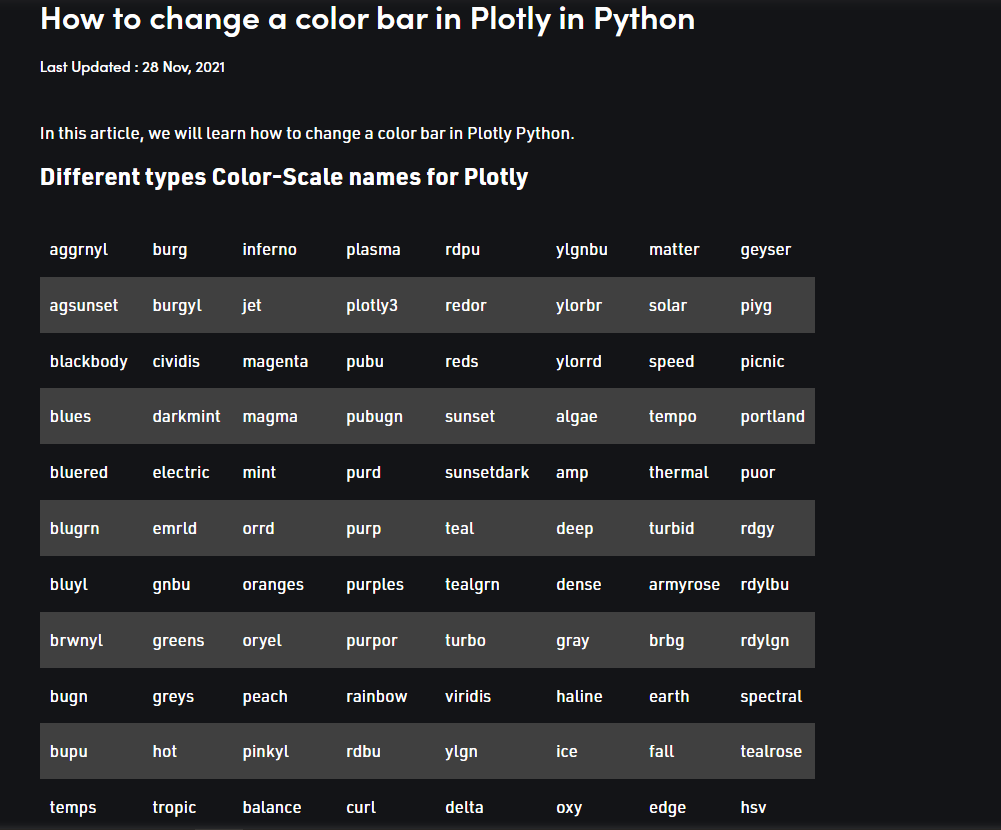 How to change a color bar in Plotly in Python
Last Updated : 28 Nov, 2021
In this article, we will learn how to change a color bar in Plotly Python.
Different types Color-Scale names for Plotly
aggrnyl burg inferno plasma rdpu ylgnbu matter geyser
agsunset burgyl jet plotly3 redor ylorbr solar piyg
blackbody cividis magenta pubu reds ylorrd speed picnic
blues darkmint magma pubugn sunset algae tempo portland
bluered electric mint purd sunsetdark amp thermal puor
blugrn emrld orrd purp teal deep turbid rdgy
bluyl gnbu oranges purples tealgrn dense armyrose rdylbu
brwnyl greens oryel purpor turbo gray brbg rdylgn
bugn greys peach rainbow viridis haline earth spectral
bupu hot pinkyl rdbu ylgn ice fall tealrose
temps tropic balance curl delta oxy edge hsv